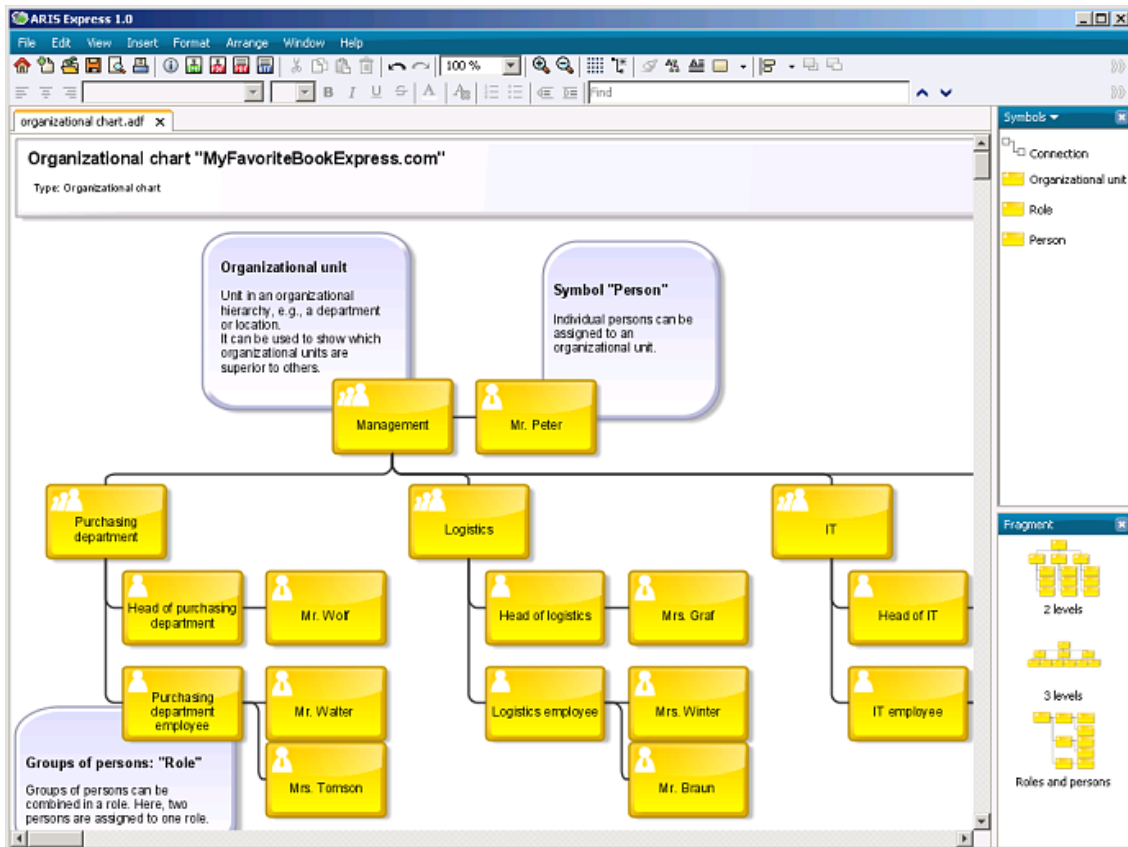 ARIS Express 1.0
File Edit View Insert Format Arrange Window Help
100 %
B I U S A
Find
organizational chart.adf x
Organizational chart "MyFavoriteBookExpress.com"
Type: Organizational chart
Organizational unit
Unit in an organizational
hierarchy, e.g., a department
or location.
It can be used to show which
organizational units are
superior to others.
Symbol "Person"
Individual persons can be
assigned to an
organizational unit.
Management
Mr. Peter
Purchasing
department
Logistics
IT
Head of purchasing
department
Mr. Wolf
Head of logistics
Mrs. Graf
Head of IT
Purchasing
department
employee
Mr. Walter
Logistics employee
Mrs. Winter
IT employee
Mrs. Tomson
Mr. Braun
Groups of persons: "Role"
Groups of persons can be
combined in a role. Here, two
persons are assigned to one role.
Symbols
Connection
Organizational unit
Role
Person
Fragment
2 levels
3 levels
Roles and persons